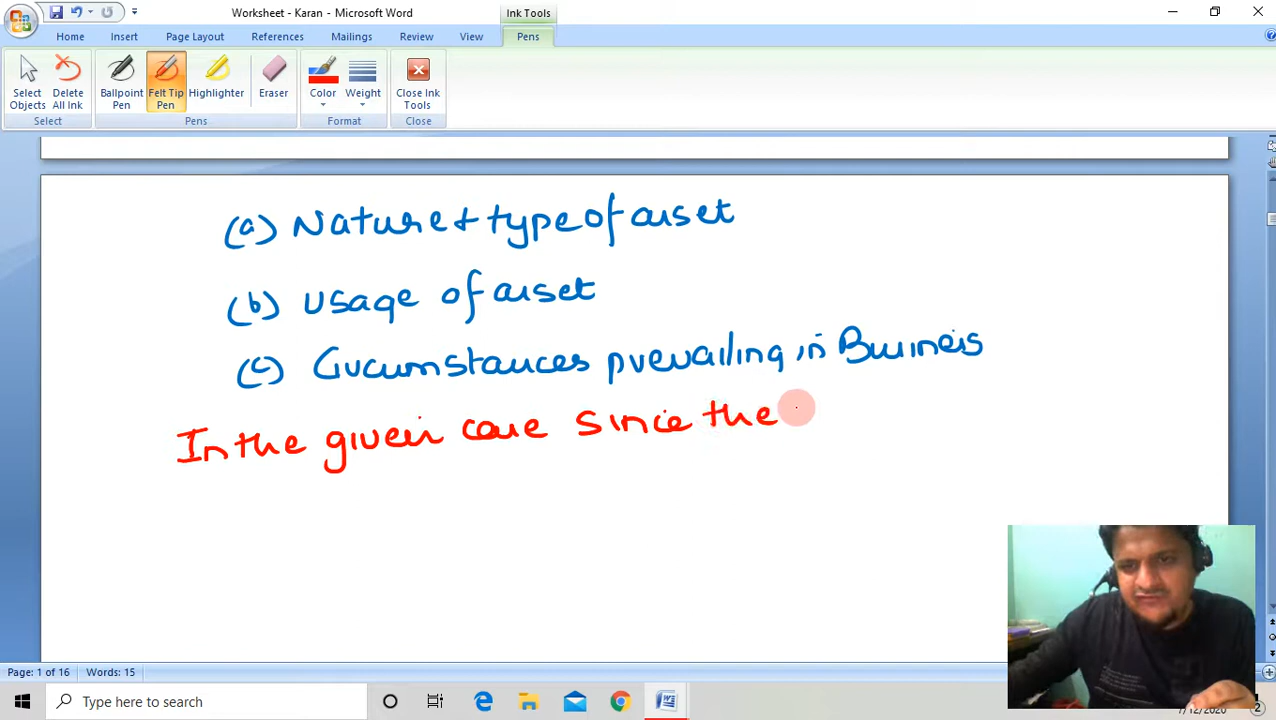 Worksheet - Karan - Microsoft Word
Ink Tools
Home Insert Page Layout References Mailings Review View Pens
Select Objects
Delete All Ink
Ballpoint Pen
Felt Tip Pen
Highlighter
Eraser
Color
Weight
Close Ink Tools
Select Pens Format Close
(a) Nature & type of asset
(b) Usage of asset
(c) Circumstances prevailing in Business
In the given case since the
Page: 1 of 16 Words: 15
Type here to search